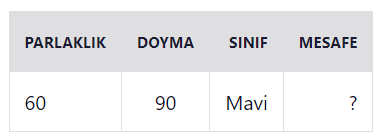 PARLAKLIK DOYMA SINIF MESAFE
60 90 Mavi ?